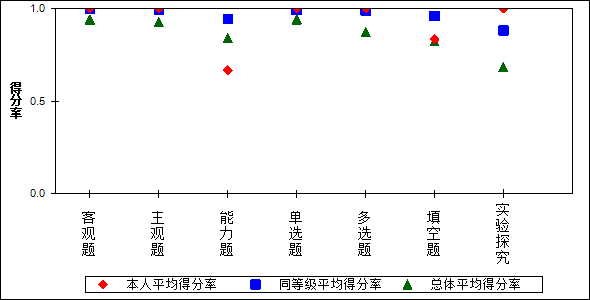 1.0
0.5
0.0
得分率
客观题
主观题
能力题
单选题
多选题
填空题
实验探究
本人平均得分率
同等级平均得分率
总体平均得分率